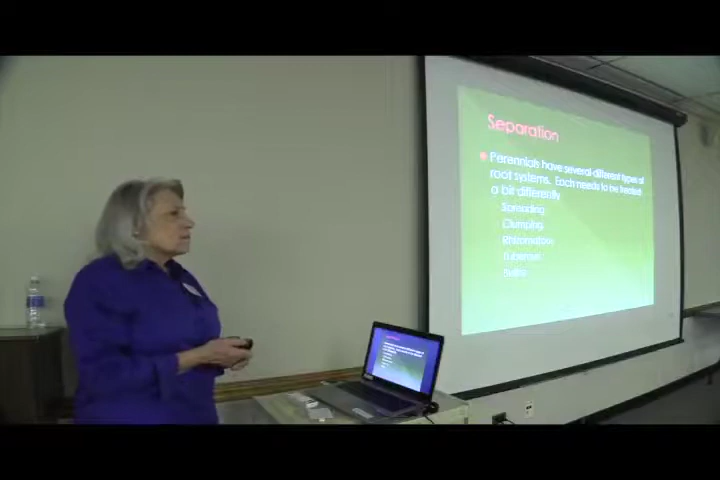 Separation
Perennials have several different types of
root systems. Each needs to be treated
a bit differently
Spreading
Clumping
Rhizomatous
Tuberous
Bulbs